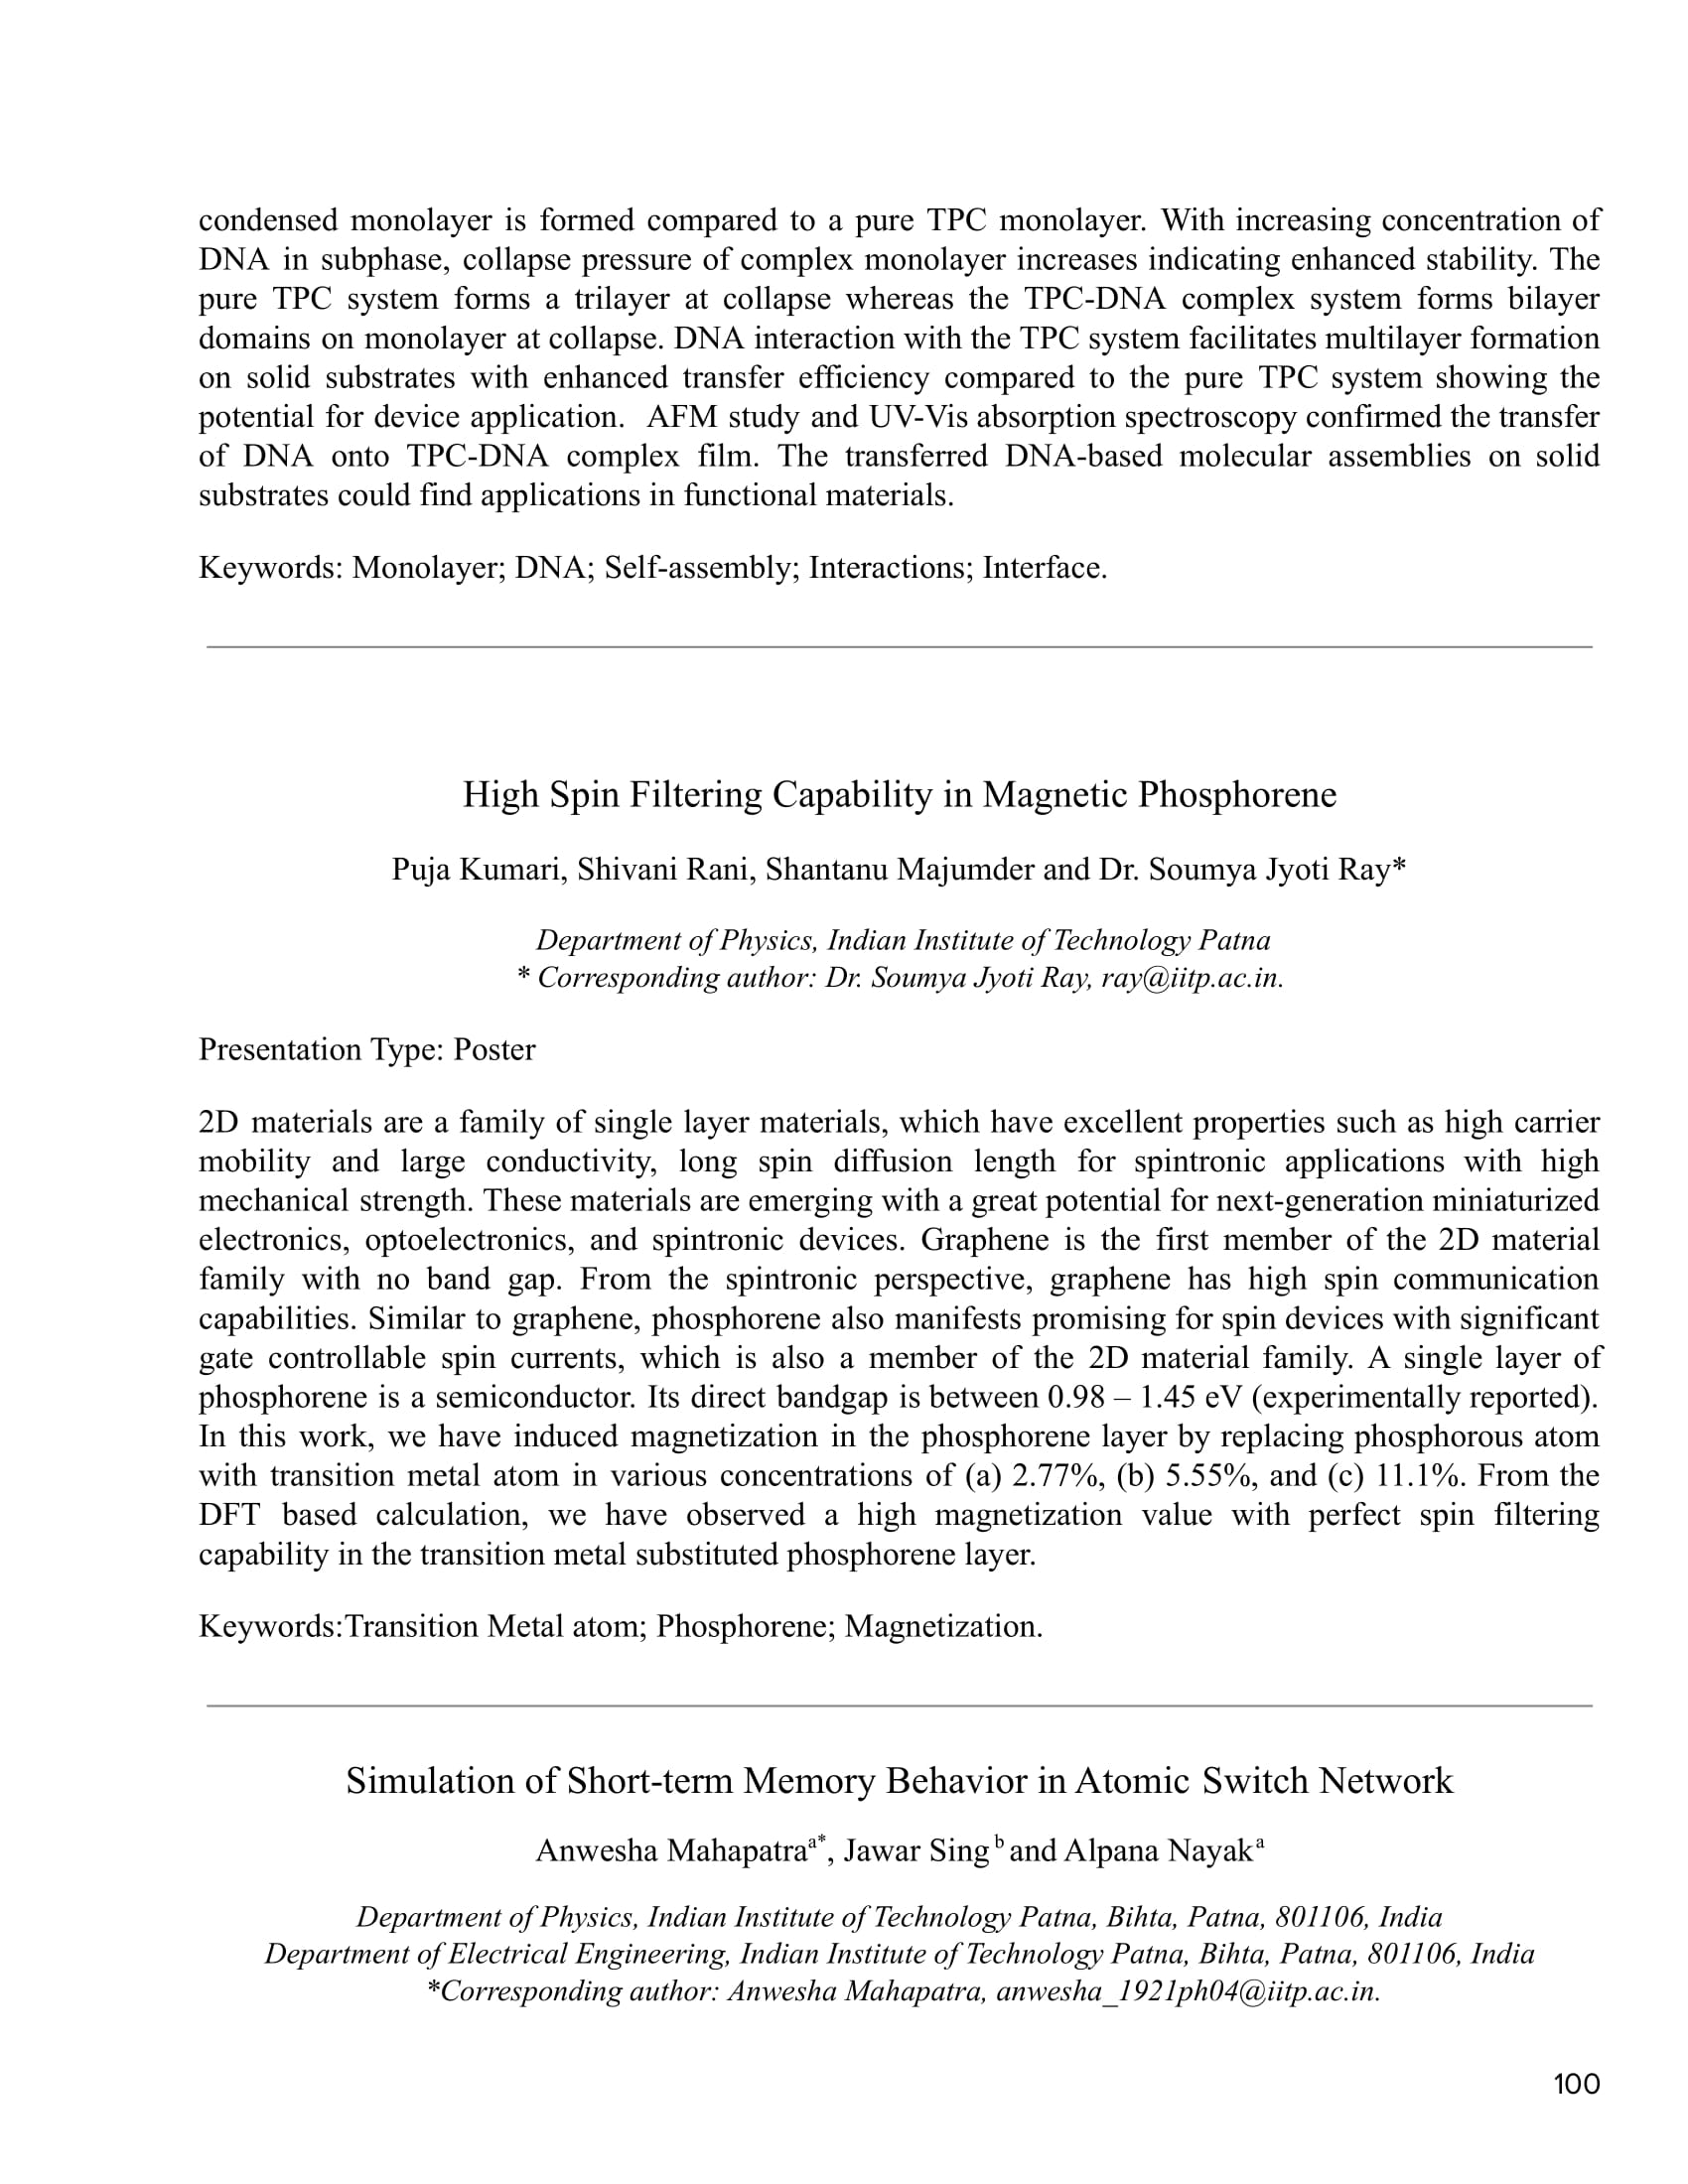 condensed monolayer is formed compared to a pure TPC monolayer. With increasing concentration of
DNA in subphase, collapse pressure of complex monolayer increases indicating enhanced stability. The
pure TPC system forms a trilayer at collapse whereas the TPC-DNA complex system forms bilayer
domains on monolayer at collapse. DNA interaction with the TPC system facilitates multilayer formation
on solid substrates with enhanced transfer efficiency compared to the pure TPC system showing the
potential for device application.  AFM study and UV-Vis absorption spectroscopy confirmed the transfer
of DNA onto TPC-DNA complex film. The transferred DNA-based molecular assemblies on solid
substrates could find applications in functional materials.
Keywords: Monolayer; DNA; Self-assembly; Interactions; Interface.
High Spin Filtering Capability in Magnetic Phosphorene
Puja Kumari, Shivani Rani, Shantanu Majumder and Dr. Soumya Jyoti Ray*
Department of Physics, Indian Institute of Technology Patna
* Corresponding author: Dr. Soumya Jyoti Ray, ray@iitp.ac.in.
Presentation Type: Poster
2D materials are a family of single layer materials, which have excellent properties such as high carrier
mobility and large conductivity, long spin diffusion length for spintronic applications with high
mechanical strength. These materials are emerging with a great potential for next-generation miniaturized
electronics, optoelectronics, and spintronic devices. Graphene is the first member of the 2D material
family with no band gap. From the spintronic perspective, graphene has high spin communication
capabilities. Similar to graphene, phosphorene also manifests promising for spin devices with significant
gate controllable spin currents, which is also a member of the 2D material family. A single layer of
phosphorene is a semiconductor. Its direct bandgap is between 0.98 – 1.45 eV (experimentally reported).
In this work, we have induced magnetization in the phosphorene layer by replacing phosphorous atom
with transition metal atom in various concentrations of (a) 2.77%, (b) 5.55%, and (c) 11.1%. From the
DFT based calculation, we have observed a high magnetization value with perfect spin filtering
capability in the transition metal substituted phosphorene layer.
Keywords:Transition Metal atom; Phosphorene; Magnetization.
Simulation of Short-term Memory Behavior in Atomic Switch Network
Anwesha Mahapatraa*, Jawar Sing b and Alpana Nayaka
Department of Physics, Indian Institute of Technology Patna, Bihta, Patna, 801106, India
Department of Electrical Engineering, Indian Institute of Technology Patna, Bihta, Patna, 801106, India
*Corresponding author: Anwesha Mahapatra, anwesha_1921ph04@iitp.ac.in.
100